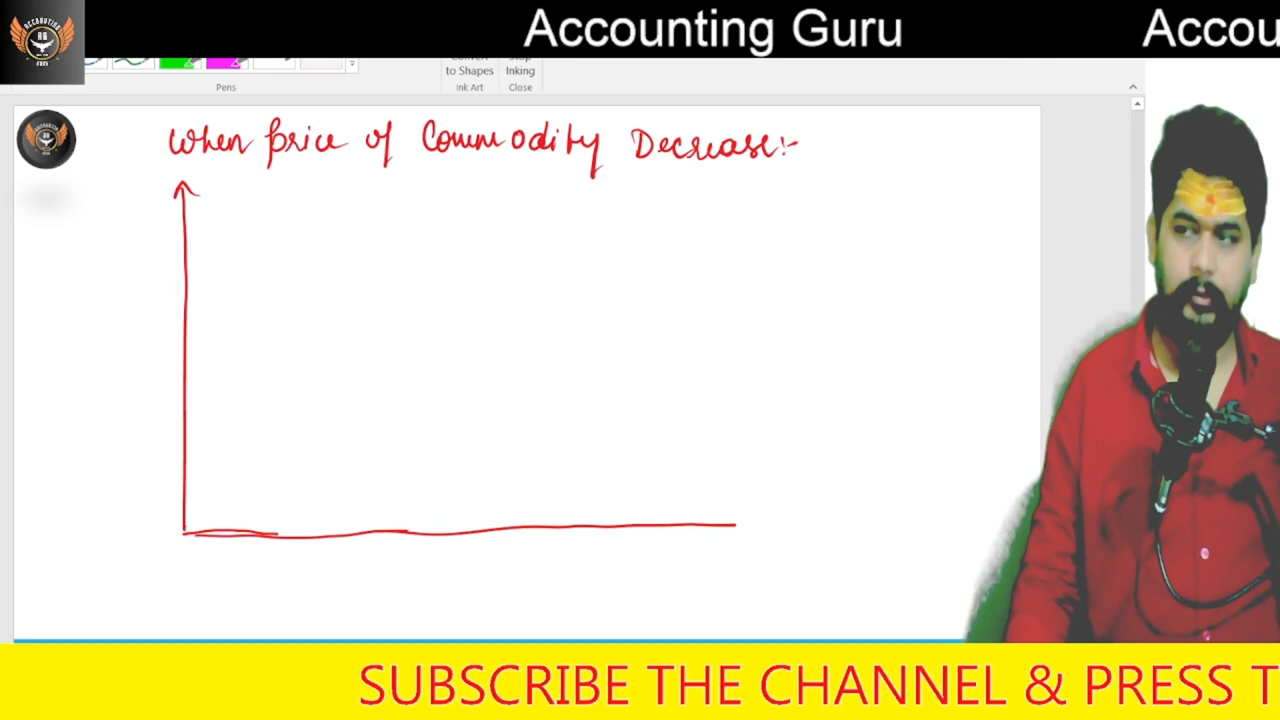 Accounting Guru
Accou
to Shapes
Inking
Pens
Ink Art
Close
When Price of Commodity Decrease:-
SUBSCRIBE THE CHANNEL & PRESS T